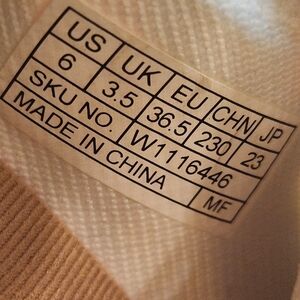 US UK EU CHN JP
6 3.5 36.5 230 23
SKU NO. W1116446
MADE IN CHINA MF